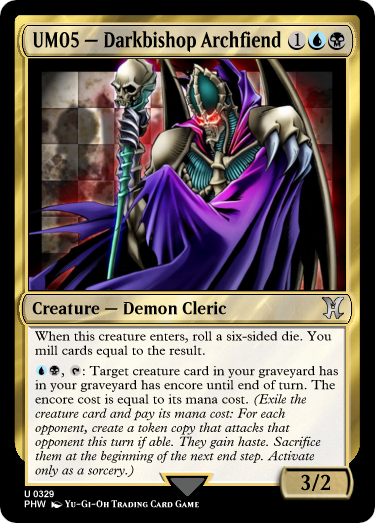 UM05 — Darkbishop Archfiend 1
Creature — Demon Cleric
When this creature enters, roll a six-sided die. You
mill cards equal to the result.
, : Target creature card in your graveyard has
in your graveyard has encore until end of turn. The
encore cost is equal to its mana cost. (Exile the
creature card and pay its mana cost: For each
opponent, create a token copy that attacks that
opponent this turn if able. They gain haste. Sacrifice
them at the beginning of the next end step. Activate
only as a sorcery.)
3/2
U 0329
PHW Yu-Gi-Oh Trading Card Game